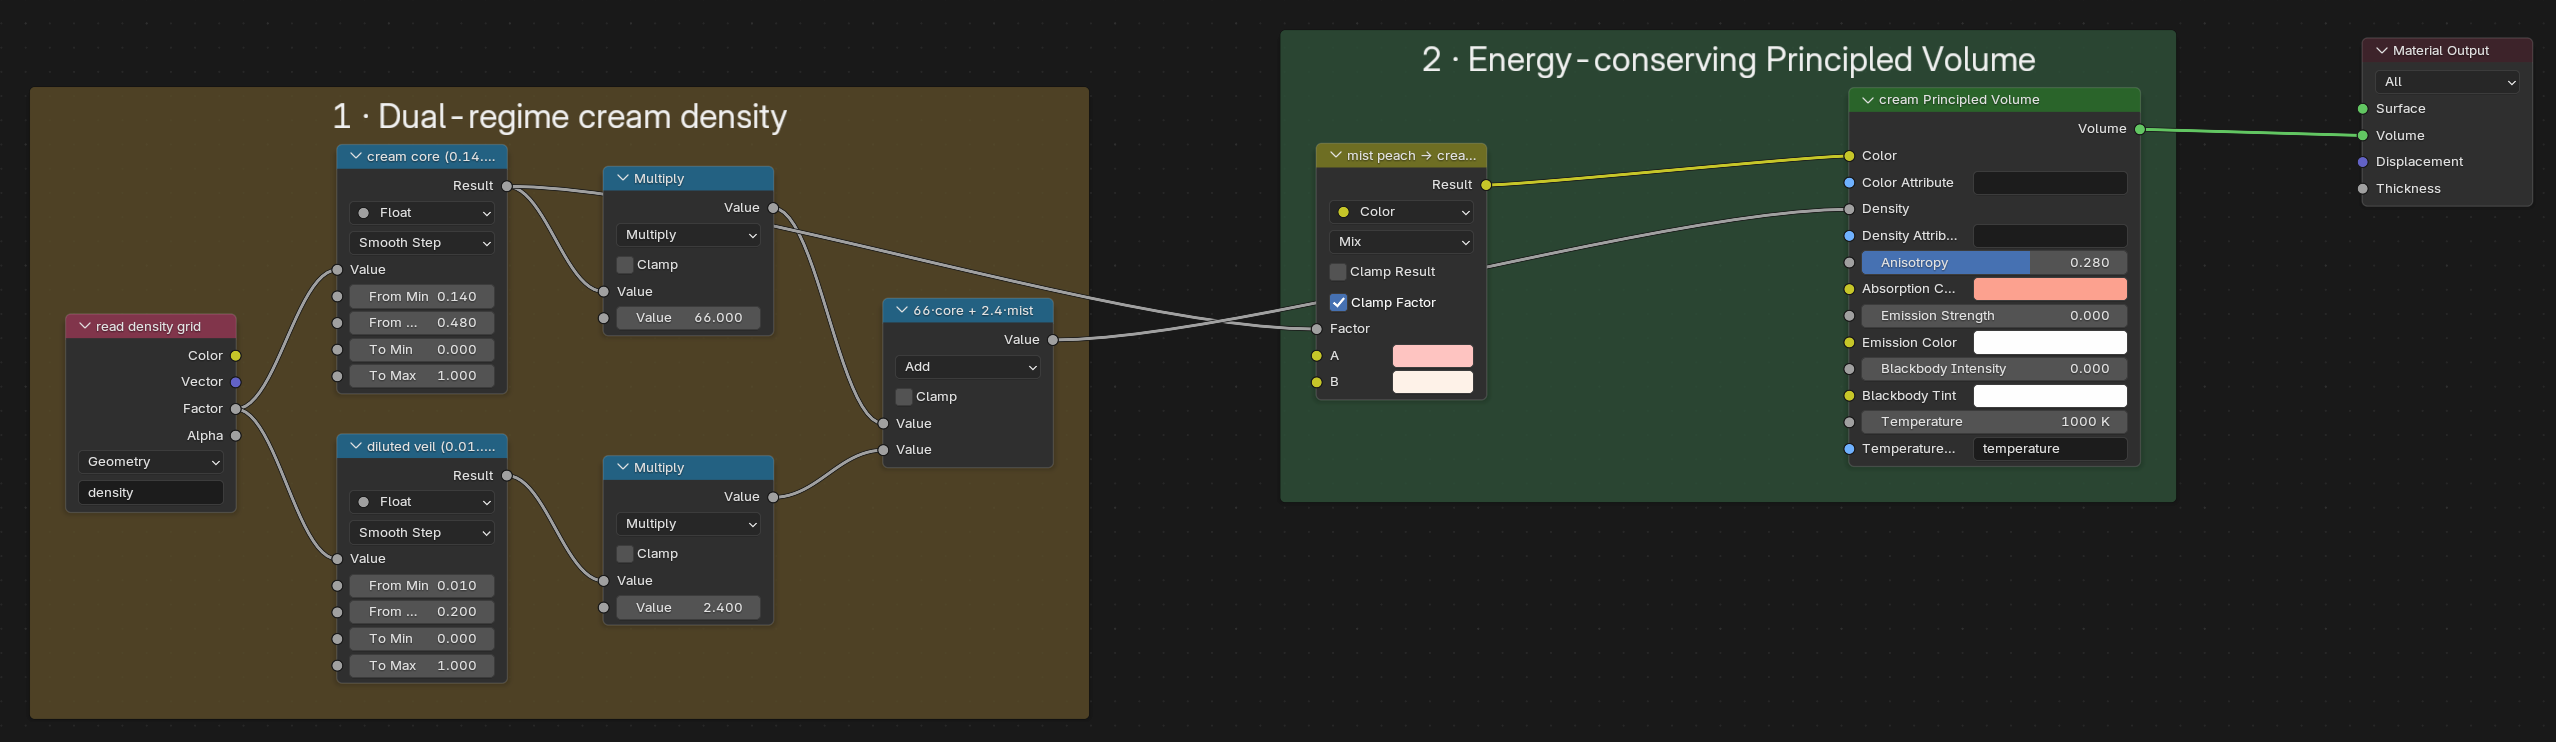 1 · Dual-regime cream density
read density grid
Color
Vector
Factor
Alpha
Geometry
density
cream core (0.14....
Result
Float
Smooth Step
Value
From Min 0.140
From ... 0.480
To Min 0.000
To Max 1.000
diluted veil (0.01.....
Result
Float
Smooth Step
Value
From Min 0.010
From ... 0.200
To Min 0.000
To Max 1.000
Multiply
Value
Multiply
Clamp
Value
Value 66.000
Multiply
Value
Multiply
Clamp
Value
Value 2.400
66·core + 2.4·mist
Value
Add
Clamp
Value
Value
2 · Energy-conserving Principled Volume
mist peach → crea...
Result
Color
Mix
Clamp Result
Clamp Factor
Factor
A
B
cream Principled Volume
Volume
Color
Color Attribute
Density
Density Attrib...
Anisotropy 0.280
Absorption C...
Emission Strength 0.000
Emission Color
Blackbody Intensity 0.000
Blackbody Tint
Temperature 1000 K
Temperature... temperature
Material Output
All
Surface
Volume
Displacement
Thickness